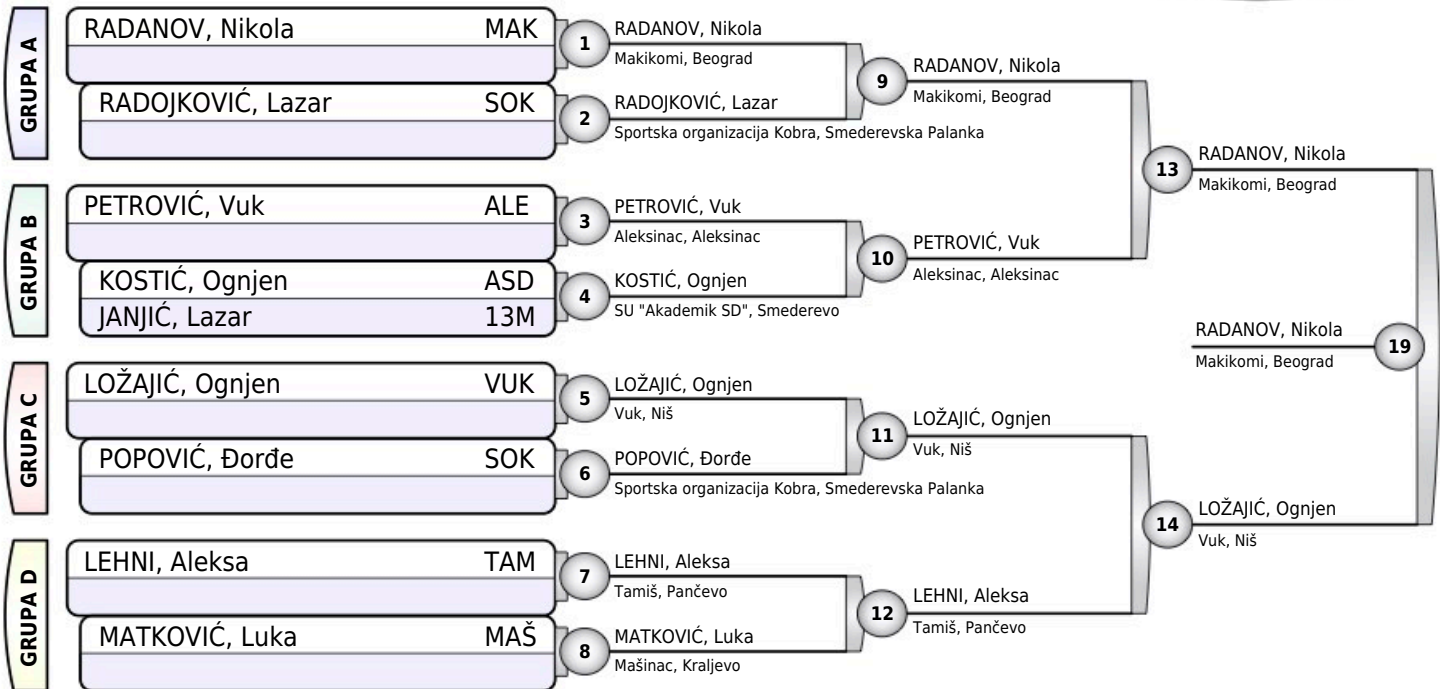 GRUPA A
RADANOV, Nikola MAK
RADOJKOVIĆ, Lazar SOK
1
RADANOV, Nikola
Makikomi, Beograd
2
RADOJKOVIĆ, Lazar
Sportska organizacija Kobra, Smederevska Palanka
9
RADANOV, Nikola
Makikomi, Beograd
GRUPA B
PETROVIĆ, Vuk ALE
KOSTIĆ, Ognjen ASD
JANJIĆ, Lazar 13M
3
PETROVIĆ, Vuk
Aleksinac, Aleksinac
4
KOSTIĆ, Ognjen
SU "Akademik SD", Smederevo
10
PETROVIĆ, Vuk
Aleksinac, Aleksinac
13
RADANOV, Nikola
Makikomi, Beograd
GRUPA C
LOŽAJIĆ, Ognjen VUK
POPOVIĆ, Đorđe SOK
5
LOŽAJIĆ, Ognjen
Vuk, Niš
6
POPOVIĆ, Đorđe
Sportska organizacija Kobra, Smederevska Palanka
11
LOŽAJIĆ, Ognjen
Vuk, Niš
GRUPA D
LEHNI, Aleksa TAM
MATKOVIĆ, Luka MAŠ
7
LEHNI, Aleksa
Tamiš, Pančevo
8
MATKOVIĆ, Luka
Mašinac, Kraljevo
12
LEHNI, Aleksa
Tamiš, Pančevo
14
LOŽAJIĆ, Ognjen
Vuk, Niš
RADANOV, Nikola
Makikomi, Beograd
19